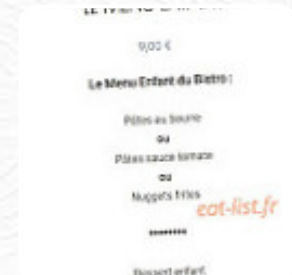 9,00 €
Le Menu Enfant du Bistro :
Pâtes au beurre
ou
Pâtes sauce tomate
ou
Nuggets frites
eat-list.fr
********
Dessert enfant